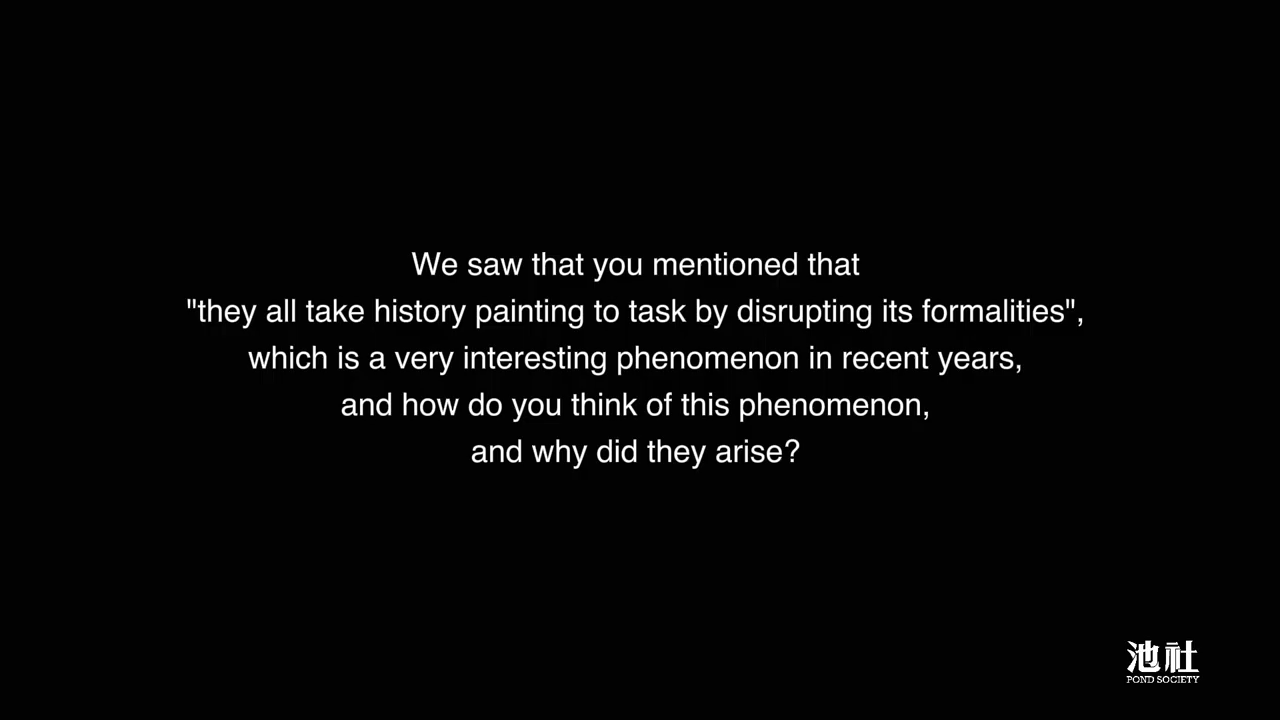 We saw that you mentioned that
"they all take history painting to task by disrupting its formalities",
which is a very interesting phenomenon in recent years,
and how do you think of this phenomenon,
and why did they arise?
池社
POND SOCIETY